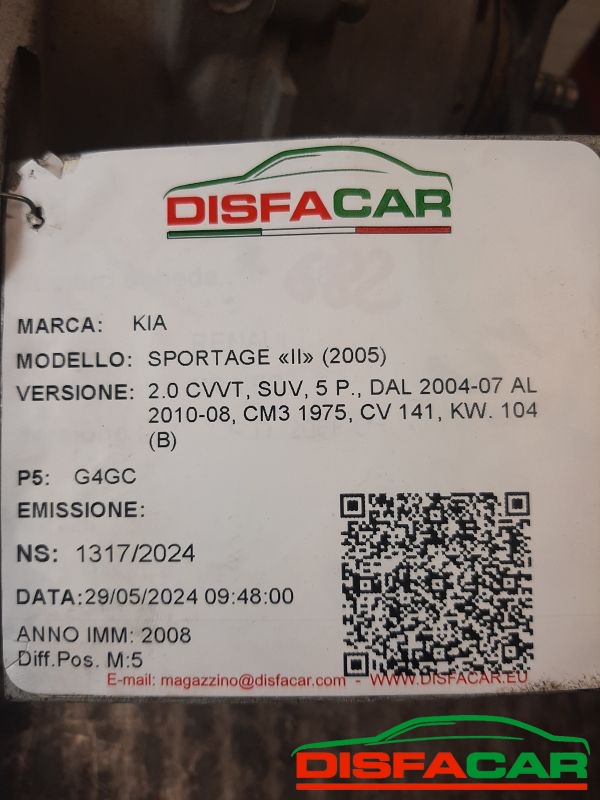 DISFACAR
MARCA: KIA
MODELLO: SPORTAGE «II» (2005)
VERSIONE: 2.0 CVVT, SUV, 5 P., DAL 2004-07 AL
2010-08, CM3 1975, CV 141, KW. 104
(B)
P5: G4GC
EMISSIONE:
NS: 1317/2024
DATA:29/05/2024 09:48:00
ANNO IMM: 2008
Diff.Pos. M:5
E-mail: magazzino@disfacar.com - WWW.DISFACAR.EU
DISFACAR